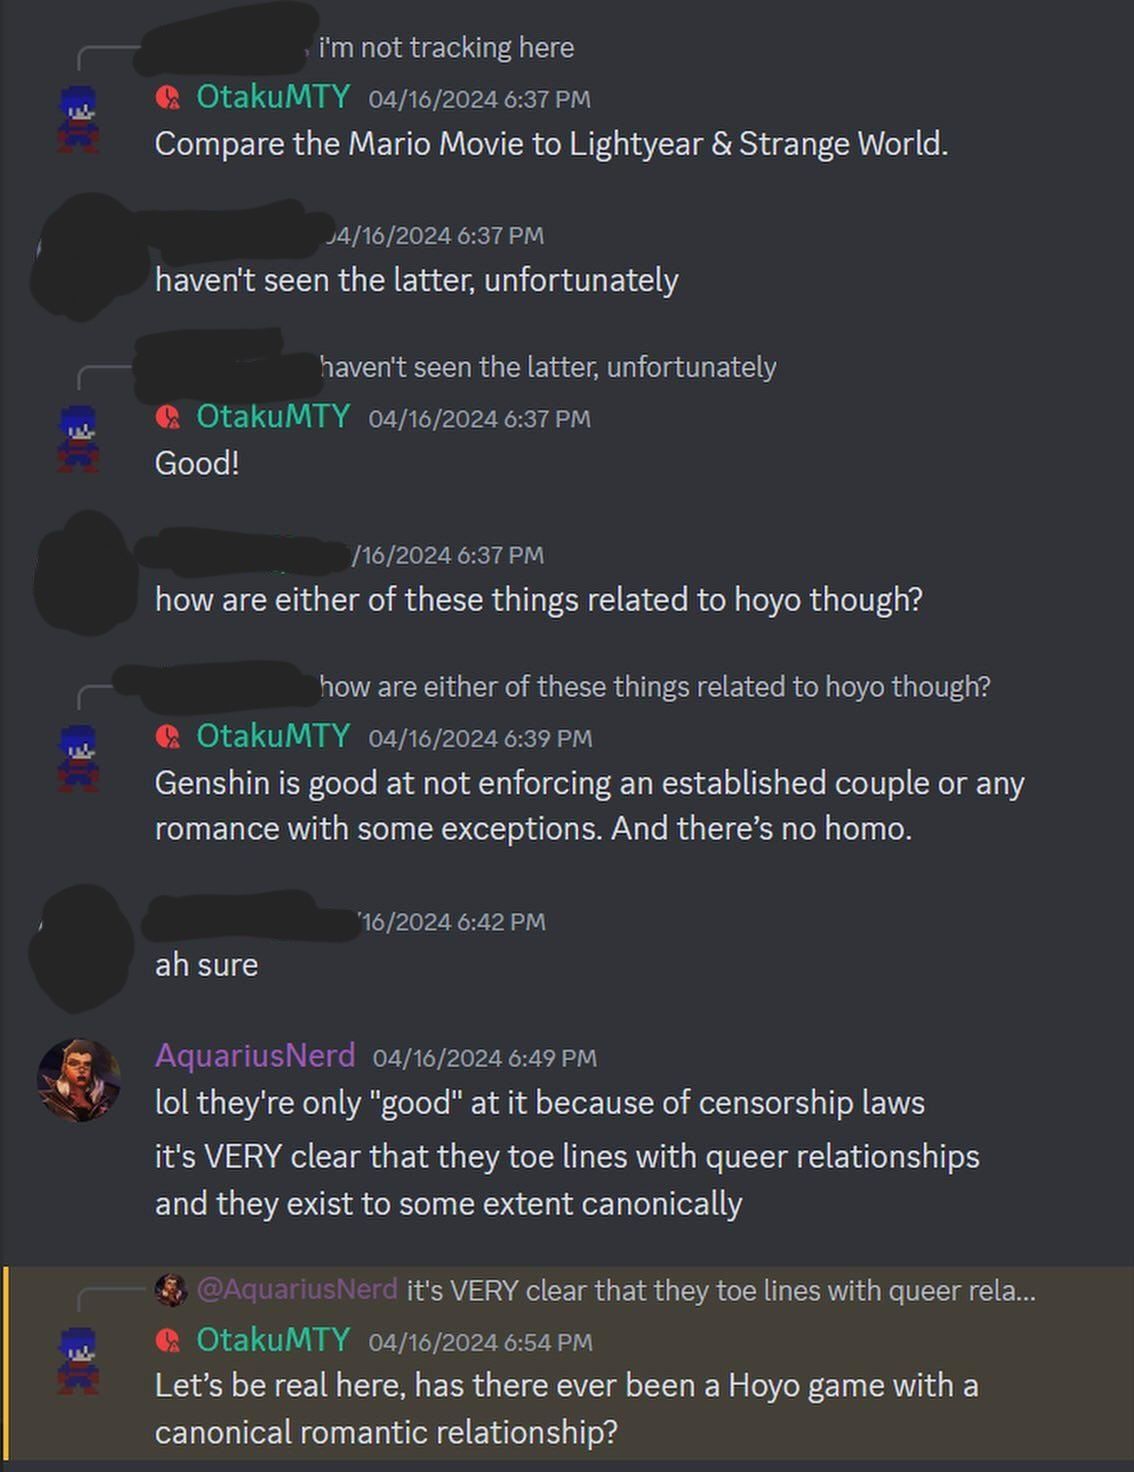 i'm not tracking here
OtakuMTY 04/16/2024 6:37 PM
Compare the Mario Movie to Lightyear & Strange World.
04/16/2024 6:37 PM
haven't seen the latter, unfortunately
haven't seen the latter, unfortunately
OtakuMTY 04/16/2024 6:37 PM
Good!
/16/2024 6:37 PM
how are either of these things related to hoyo though?
how are either of these things related to hoyo though?
OtakuMTY 04/16/2024 6:39 PM
Genshin is good at not enforcing an established couple or any
romance with some exceptions. And there’s no homo.
16/2024 6:42 PM
ah sure
AquariusNerd 04/16/2024 6:49 PM
lol they're only "good" at it because of censorship laws
it's VERY clear that they toe lines with queer relationships
and they exist to some extent canonically
@AquariusNerd it's VERY clear that they toe lines with queer rela...
OtakuMTY 04/16/2024 6:54 PM
Let’s be real here, has there ever been a Hoyo game with a
canonical romantic relationship?